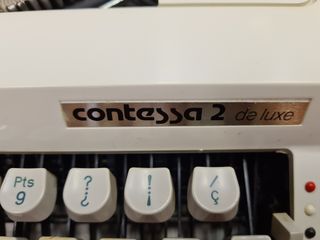 contessa 2 de luxe
Pts ? ! /
9 ¿ ¡ ç